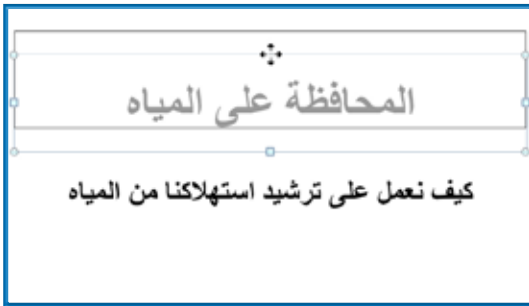 المحافظة على المياه
كيف نعمل على ترشيد استهلاكنا من المياه